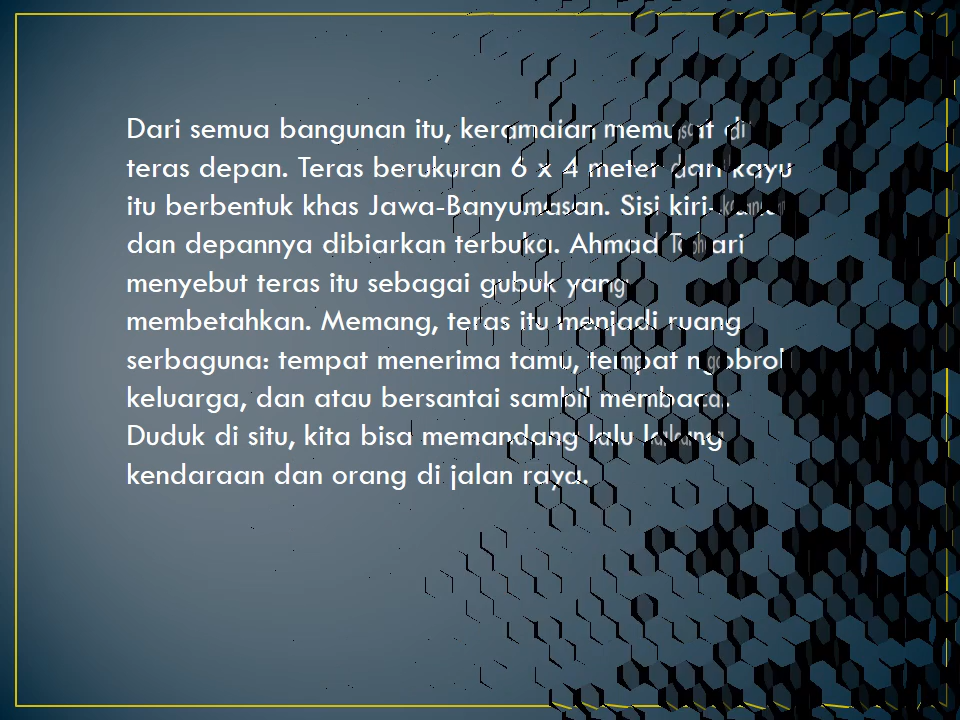 Dari semua bangunan itu, keramaian memusat di
teras depan. Teras berukuran 6 x 4 meter dari kayu
itu berbentuk khas Jawa-Banyumasan. Sisi kiri-kanan
dan depannya dibiarkan terbuka. Ahmad Tohari
menyebut teras itu sebagai gubuk yang
membetahkan. Memang, teras itu menjadi ruang
serbaguna: tempat menerima tamu, tempat ngobrol
keluarga, dan atau bersantai sambil membaca.
Duduk di situ, kita bisa memandang lalu lalang
kendaraan dan orang di jalan raya.